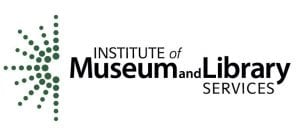 INSTITUTE of
Museum and Library
SERVICES